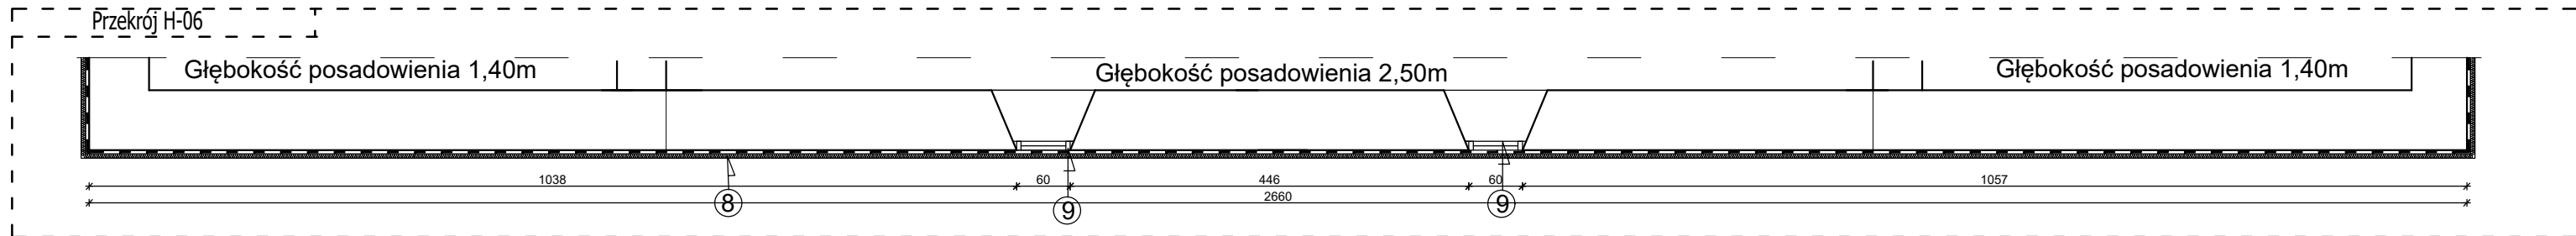 Przekrój H-06
Głębokość posadowienia 1,40m
Głębokość posadowienia 2,50m
Głębokość posadowienia 1,40m
1038
60
446
60
1057
2660
8
9
9